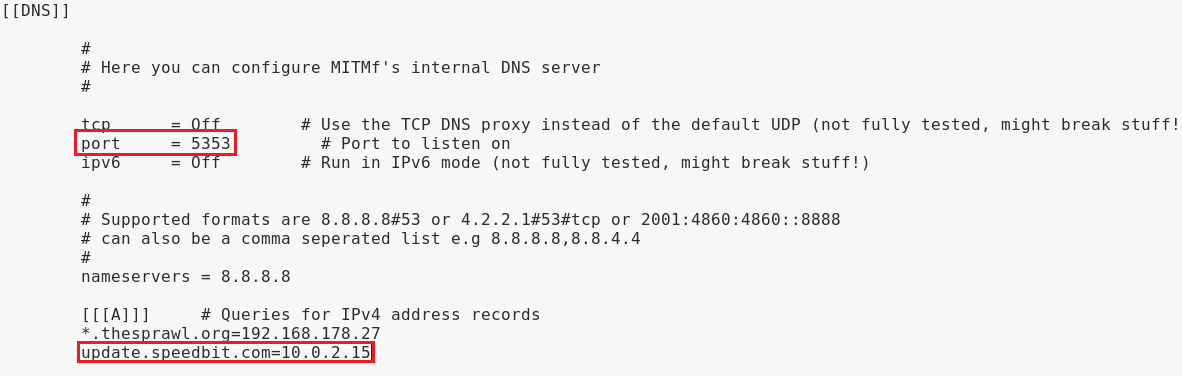 [[DNS]]
#
# Here you can configure MITMf's internal DNS server
#
tcp = Off # Use the TCP DNS proxy instead of the default UDP (not fully tested, might break stuff!
port = 5353 # Port to listen on
ipv6 = Off # Run in IPv6 mode (not fully tested, might break stuff!)
#
# Supported formats are 8.8.8.8#53 or 4.2.2.1#53#tcp or 2001:4860:4860::8888
# can also be a comma seperated list e.g 8.8.8.8,8.8.4.4
#
nameservers = 8.8.8.8
[[[A]]] # Queries for IPv4 address records
*.thesprawl.org=192.168.178.27
update.speedbit.com=10.0.2.15